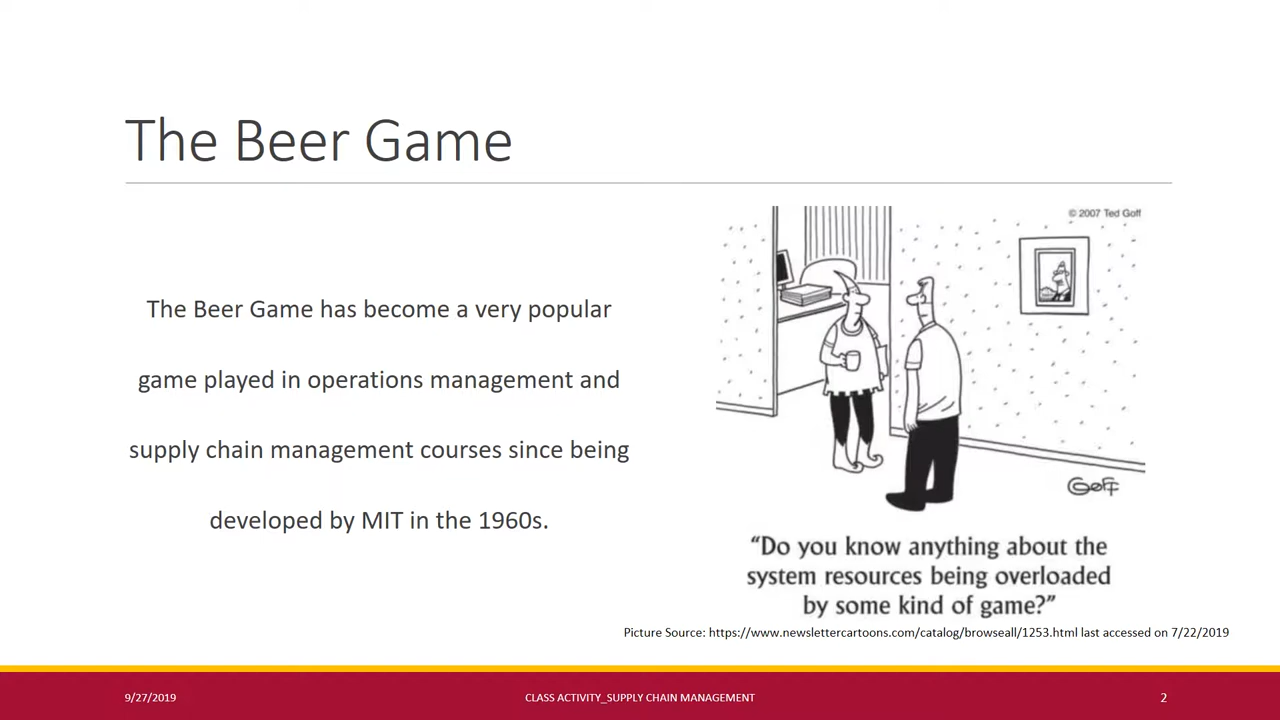 The Beer Game
The Beer Game has become a very popular
game played in operations management and
supply chain management courses since being
developed by MIT in the 1960s.
© 2007 Ted Goff
GOFF
“Do you know anything about the
system resources being overloaded
by some kind of game?”
Picture Source: https://www.newslettercartoons.com/catalog/browseall/1253.html last accessed on 7/22/2019
9/27/2019
CLASS ACTIVITY_SUPPLY CHAIN MANAGEMENT
2